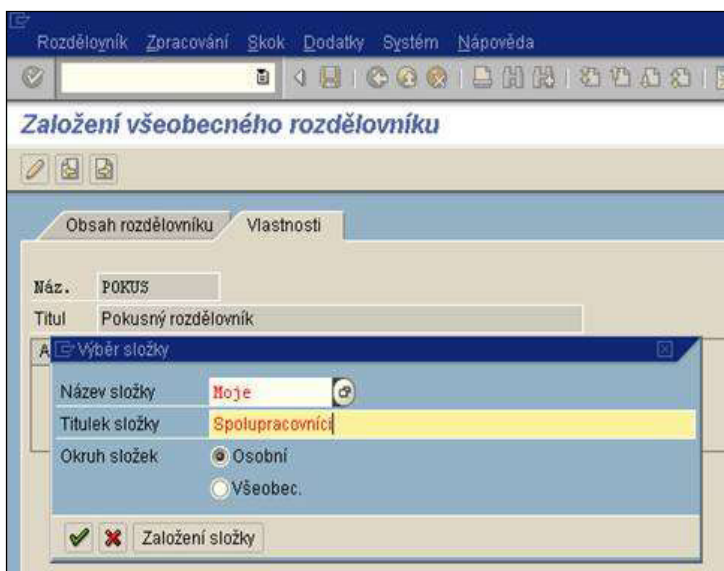 Rozdělovník Zpracování Skok Dodatky Systém Nápověda
Založení všeobecného rozdělovníku
Obsah rozdělovníku Vlastnosti
Náz. POKUS
Titul Pokusný rozdělovník
A
Výběr složky
Název složky Moje
Titulek složky Spolupracovníci
Okruh složek Osobní
Všeobec.
Založení složky